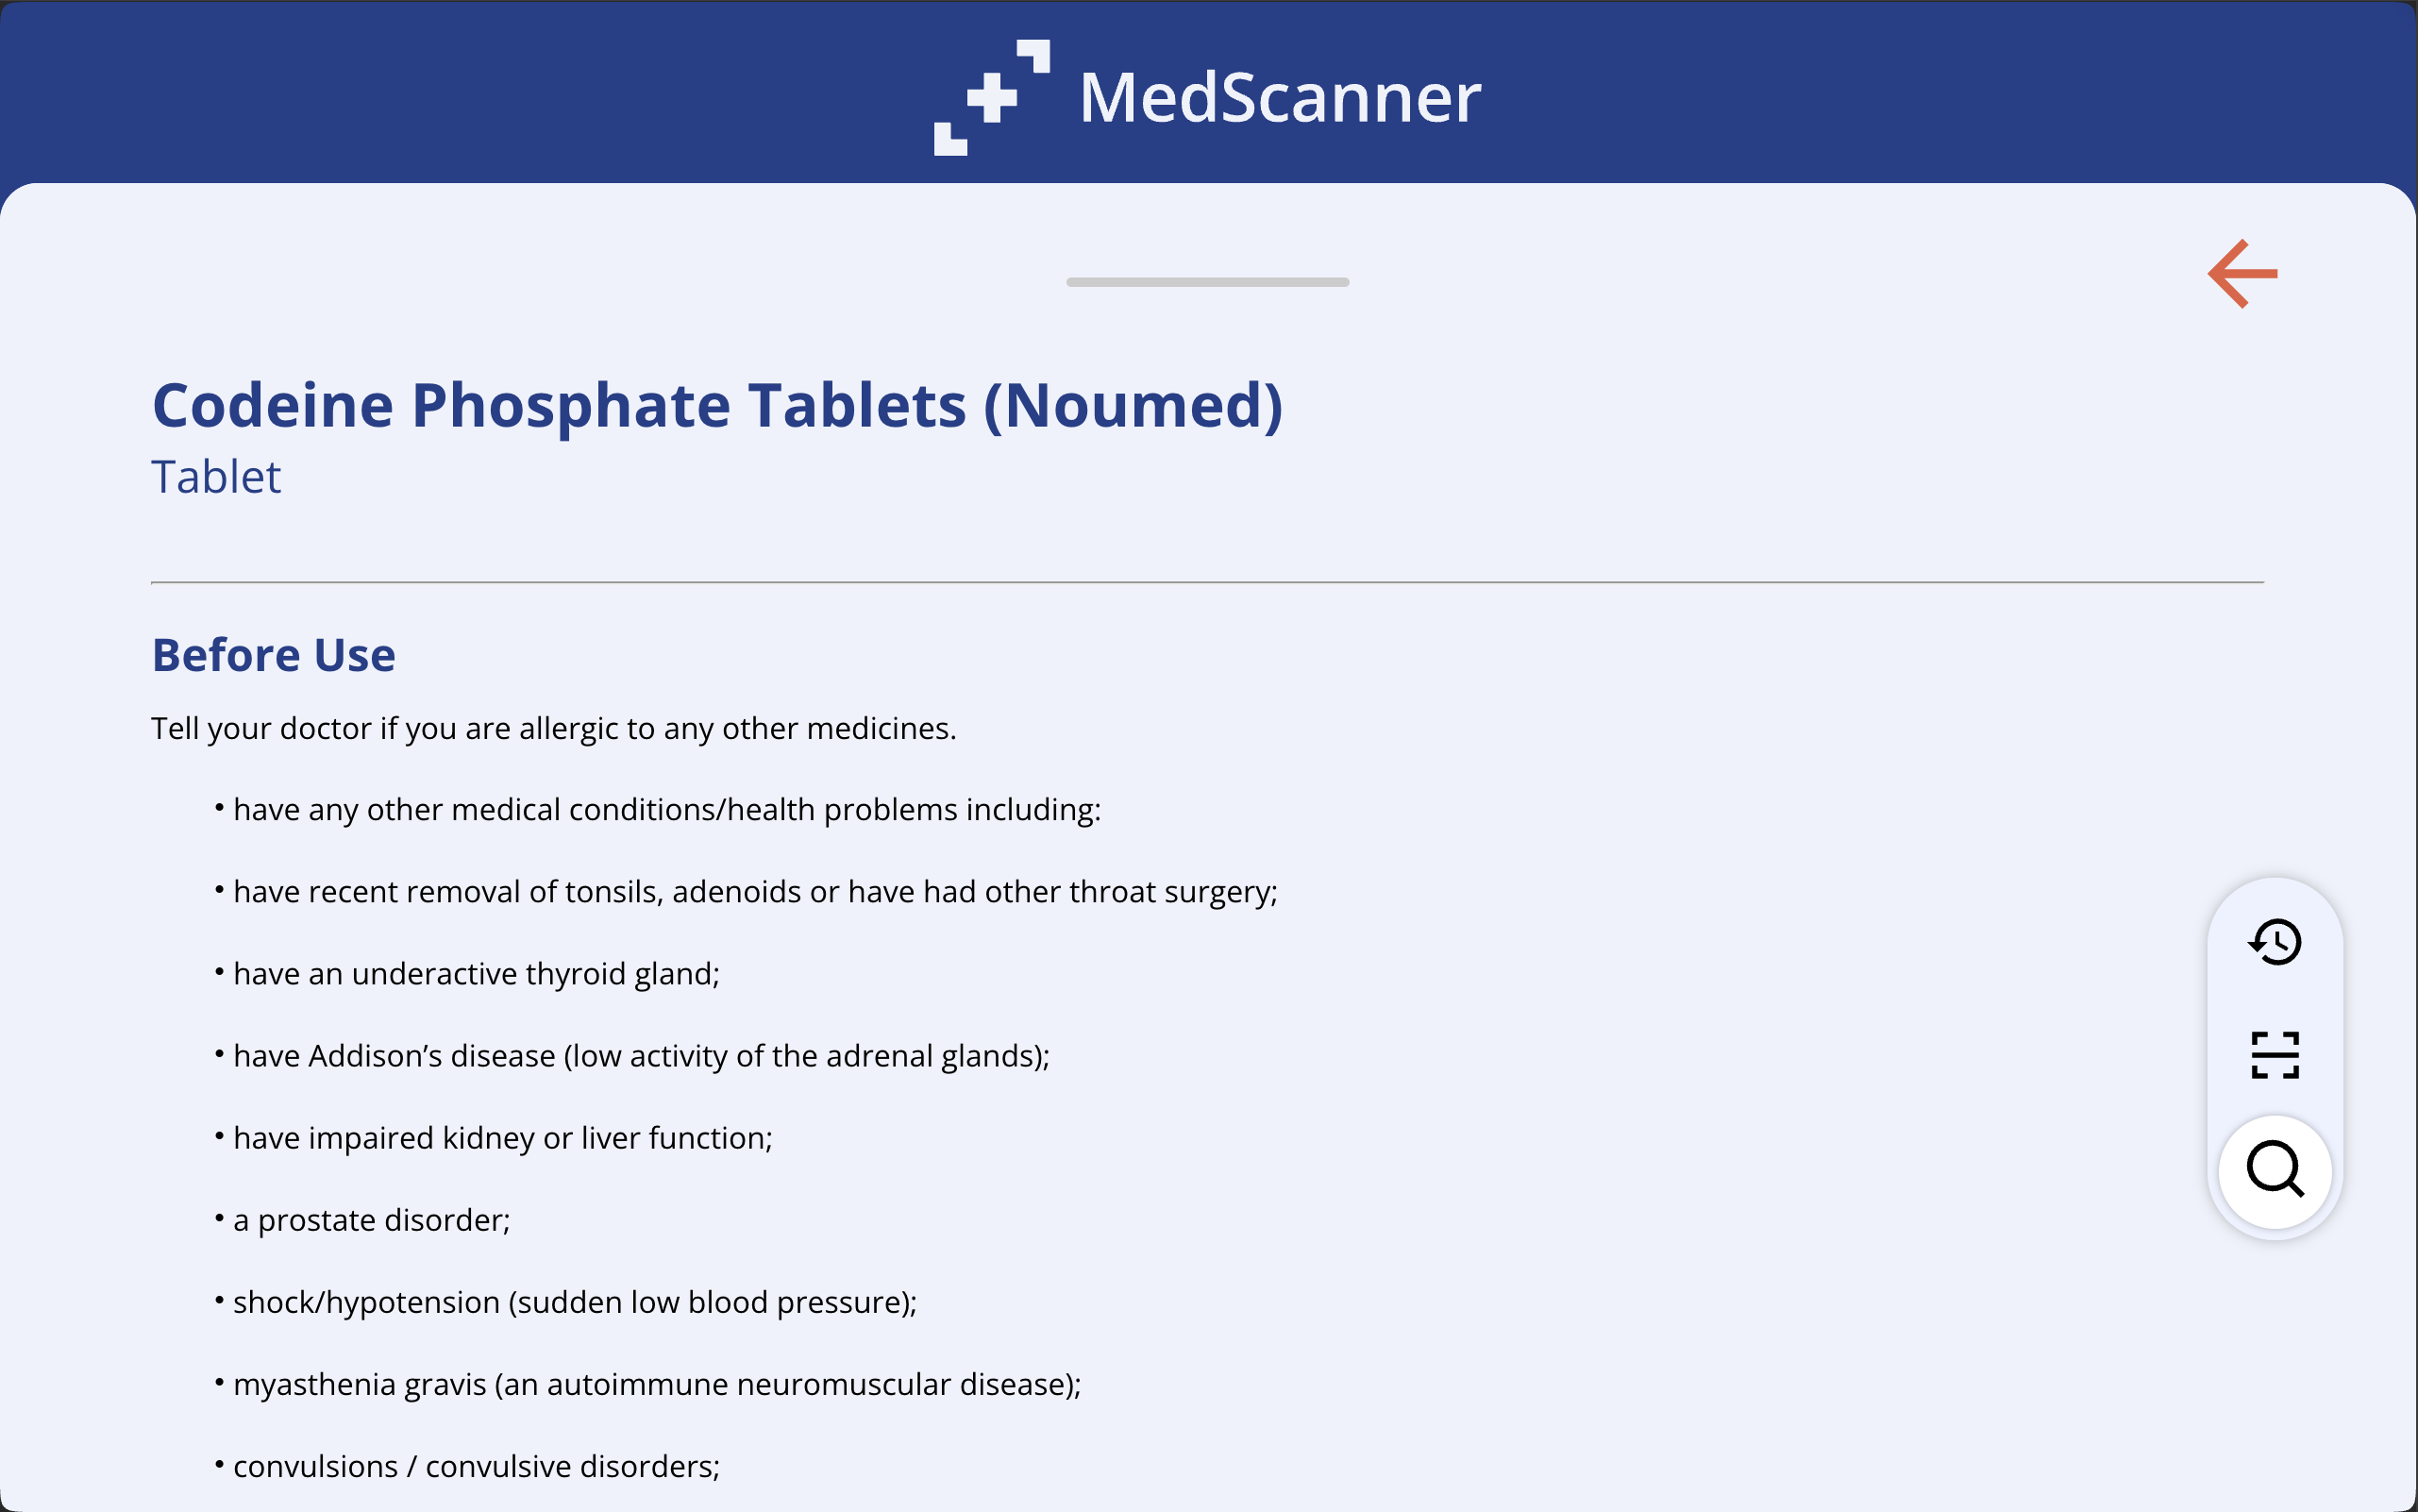 MedScanner
Codeine Phosphate Tablets (Noumed)
Tablet
Before Use
Tell your doctor if you are allergic to any other medicines.
• have any other medical conditions/health problems including:
• have recent removal of tonsils, adenoids or have had other throat surgery;
• have an underactive thyroid gland;
• have Addison’s disease (low activity of the adrenal glands);
• have impaired kidney or liver function;
• a prostate disorder;
• shock/hypotension (sudden low blood pressure);
• myasthenia gravis (an autoimmune neuromuscular disease);
• convulsions / convulsive disorders;